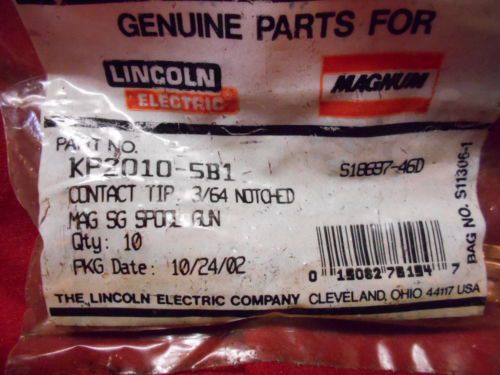 GENUINE PARTS FOR
LINCOLN
ELECTRIC
MAGNUM
PART NO.
KP2010-5B1
S18697-46D
CONTACT TIP, 3/64 NOTCHED
MAG SG SPOOL GUN
Qty: 10
PKG Date: 10/24/02
BAG NO. S11306-1
0 15082 75154 7
THE LINCOLN ELECTRIC COMPANY CLEVELAND, OHIO 44117 USA